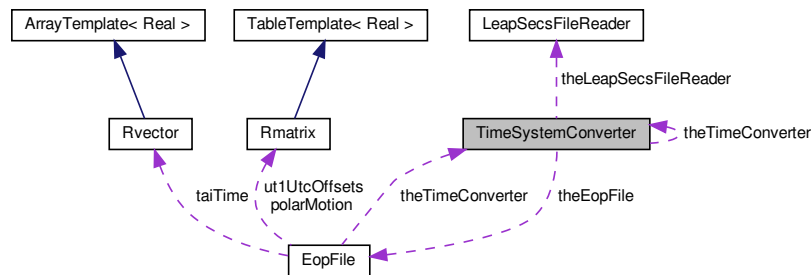 ArrayTemplate< Real >
TableTemplate< Real >
LeapSecsFileReader
theLeapSecsFileReader
Rvector
Rmatrix
TimeSystemConverter
theTimeConverter
taiTime
ut1UtcOffsets
polarMotion
theTimeConverter
theEopFile
EopFile